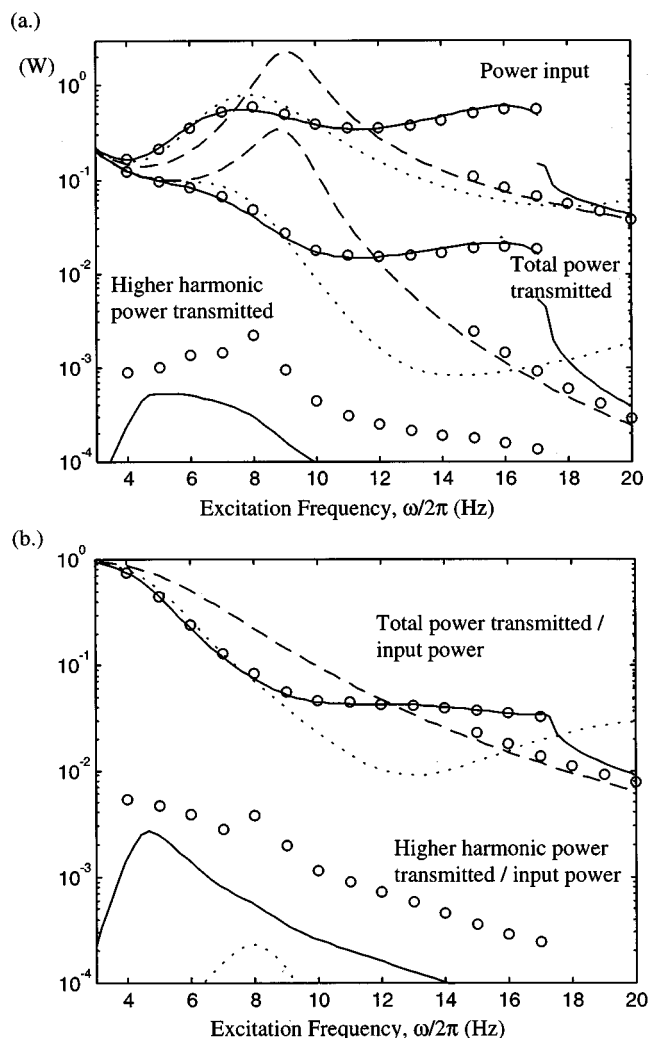 (a.)
(W)
10^0
10^-1
10^-2
10^-3
10^-4
Power input
Total power
transmitted
Higher harmonic
power transmitted
4 6 8 10 12 14 16 18 20
Excitation Frequency, ω/2π (Hz)
(b.)
10^0
10^-1
10^-2
10^-3
10^-4
Total power transmitted /
input power
Higher harmonic power
transmitted / input power
4 6 8 10 12 14 16 18 20
Excitation Frequency, ω/2π (Hz)